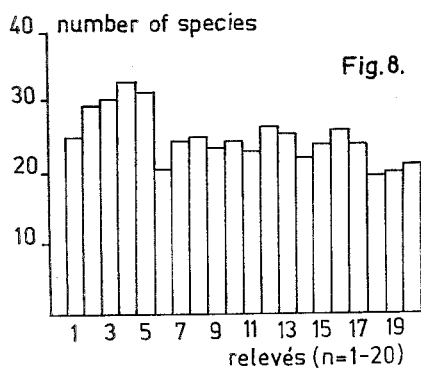 40 number of species
Fig. 8.
30
20
10
1 3 5 7 9 11 13 15 17 19
relevés (n=1-20)